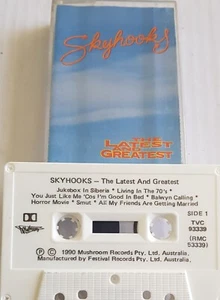 Skyhooks
THE
LATEST
AND
GREATEST
SKYHOOKS – The Latest And Greatest
Jukebox In Siberia * Living In The 70's *
You Just Like Me 'Cos I'm Good In Bed * Balwyn Calling *
Horror Movie * Smut * All My Friends Are Getting Married
SIDE 1
TVC
93339
(RMC
53339)
℗ © 1990 Mushroom Records Pty. Ltd. Australia.
Manufactured by Festival Records Pty. Ltd., Australia.